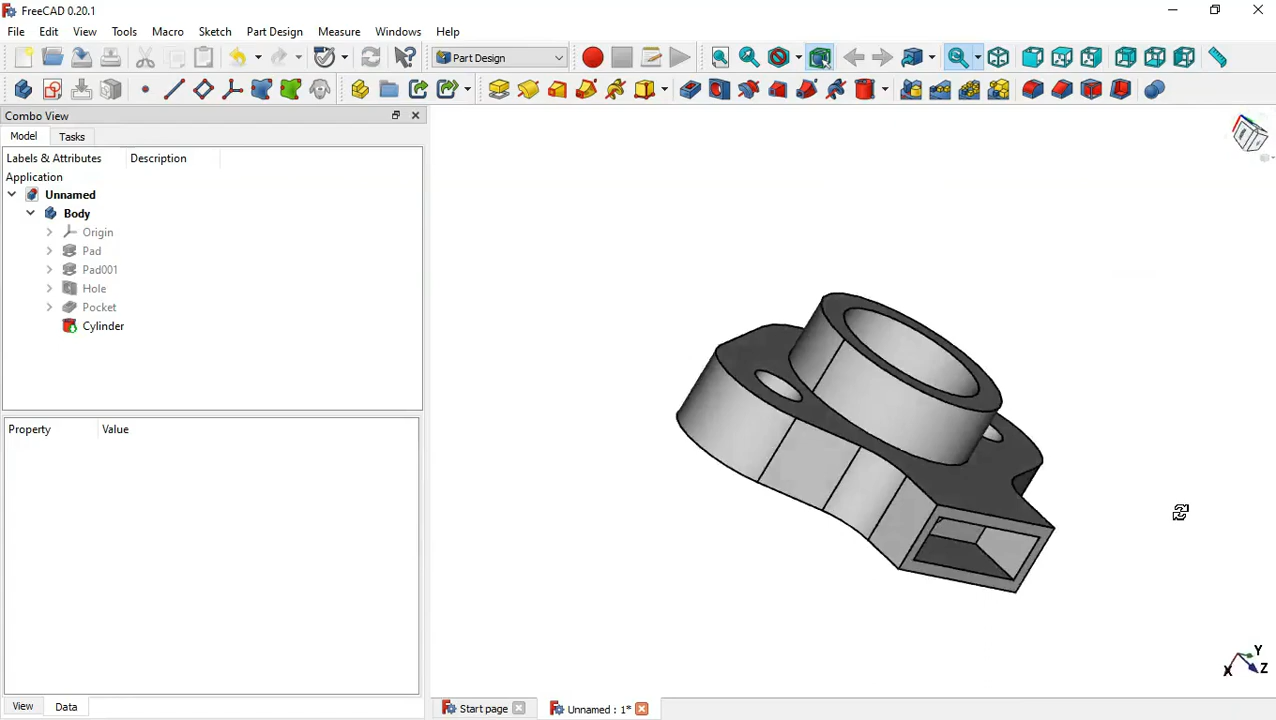 FreeCAD 0.20.1
File Edit View Tools Macro Sketch Part Design Measure Windows Help
Part Design
Combo View
Model Tasks
Labels & Attributes Description
Application
Unnamed
Body
Origin
Pad
Pad001
Hole
Pocket
Cylinder
Property Value
Y
X Z
View Data
Start page Unnamed : 1*